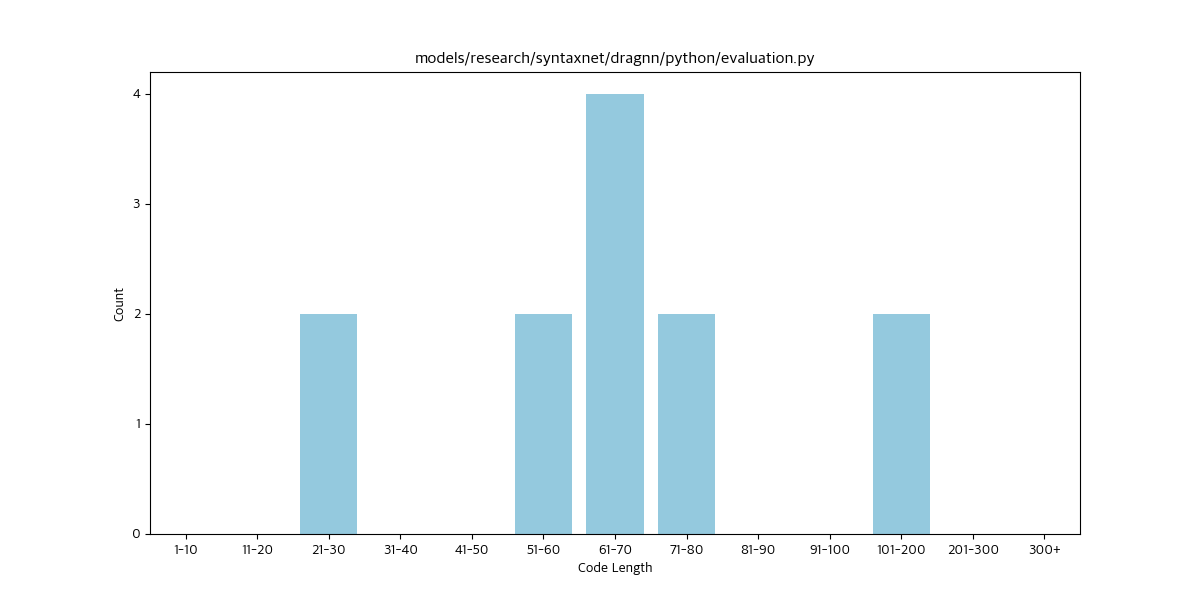 models/research/syntaxnet/dragnn/python/evaluation.py
4
3
2
1
0
Count
1-10 11-20 21-30 31-40 41-50 51-60 61-70 71-80 81-90 91-100 101-200 201-300 300+
Code Length